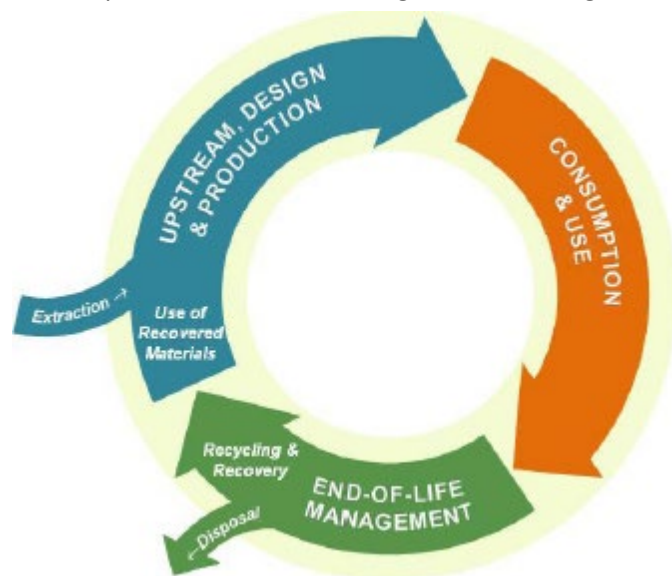 UPSTREAM, DESIGN
& PRODUCTION
CONSUMPTION
& USE
Extraction →
Use of
Recovered
Materials
Recycling &
Recovery
END-OF-LIFE
MANAGEMENT
←Disposal